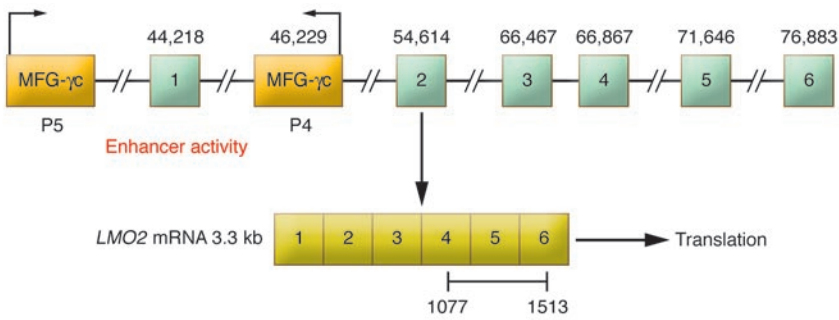 44,218 46,229 54,614 66,467 66,867 71,646 76,883
MFG-γc 1 MFG-γc 2 3 4 5 6
P5 P4
Enhancer activity
LMO2 mRNA 3.3 kb 1 2 3 4 5 6 Translation
1077 1513